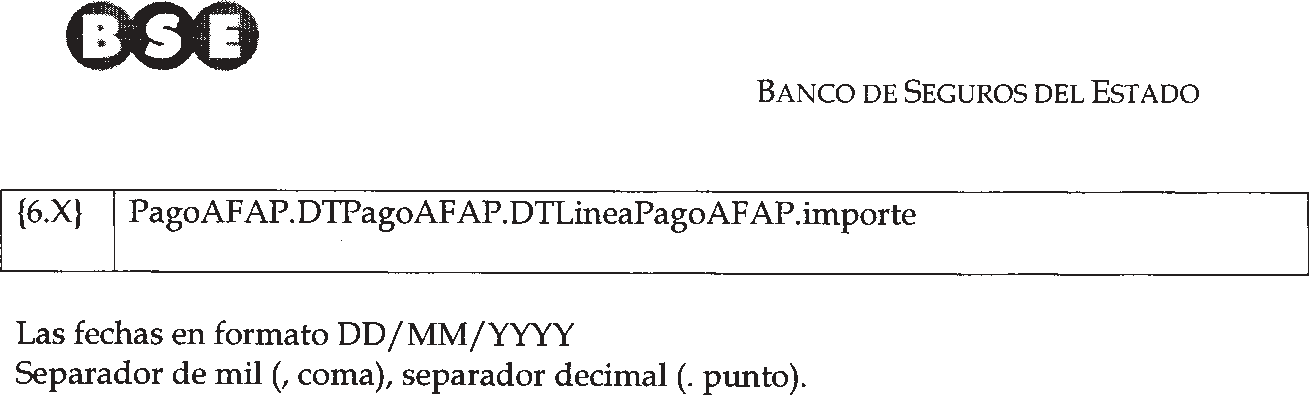 BSE
BANCO DE SEGUROS DEL ESTADO
{6.X} PagoAFAP.DTPagoAFAP.DTLineaPagoAFAP.importe
Las fechas en formato DD/MM/YYYY
Separador de mil (, coma), separador decimal (. punto).